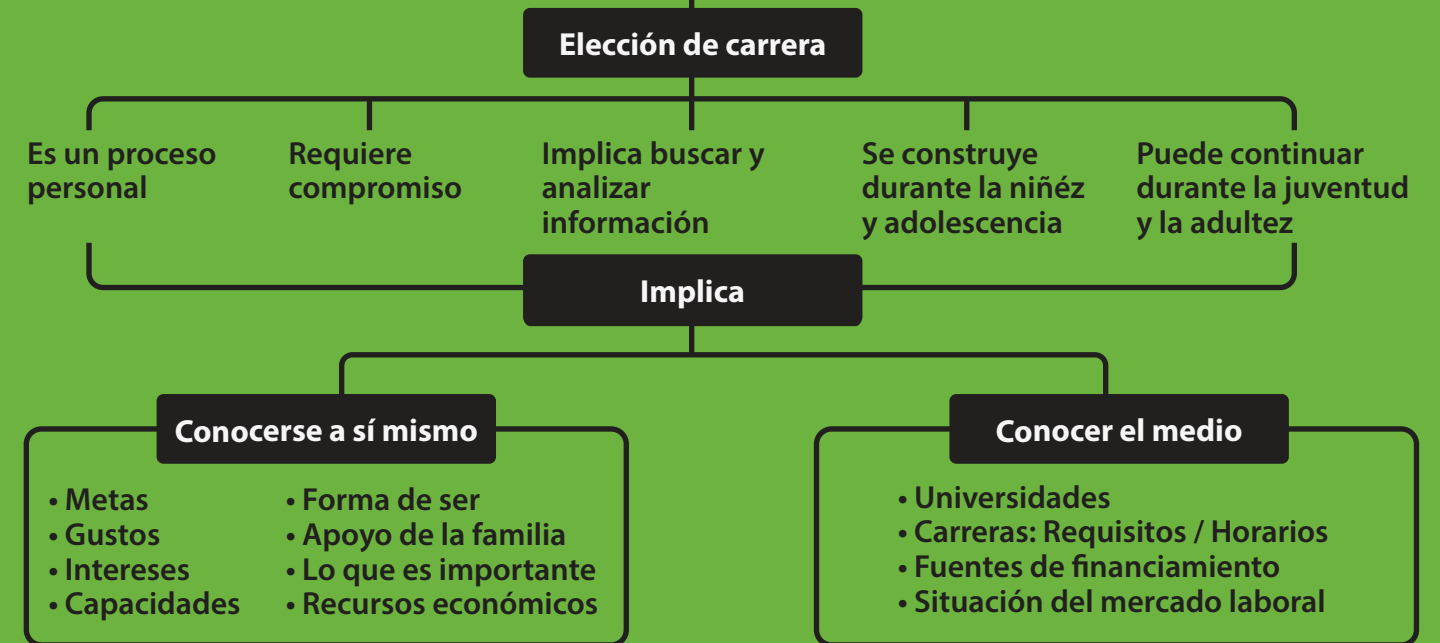 Elección de carrera
Es un proceso
personal
Requiere
compromiso
Implica buscar y
analizar
información
Se construye
durante la niñéz
y adolescencia
Puede continuar
durante la juventud
y la adultez
Implica
Conocerse a sí mismo
• Metas
• Gustos
• Intereses
• Capacidades
• Forma de ser
• Apoyo de la familia
• Lo que es importante
• Recursos económicos
Conocer el medio
• Universidades
• Carreras: Requisitos / Horarios
• Fuentes de financiamiento
• Situación del mercado laboral